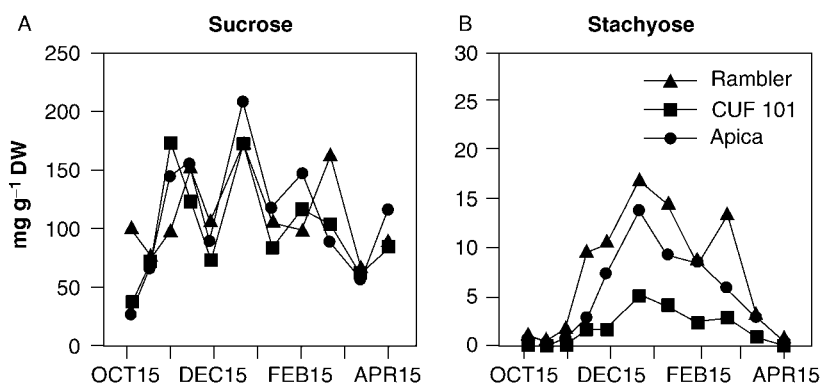 A Sucrose
250
200
150
100
50
0
mg g⁻¹ DW
OCT15 DEC15 FEB15 APR15
B Stachyose
30
25
20
15
10
5
0
Rambler
CUF 101
Apica
OCT15 DEC15 FEB15 APR15